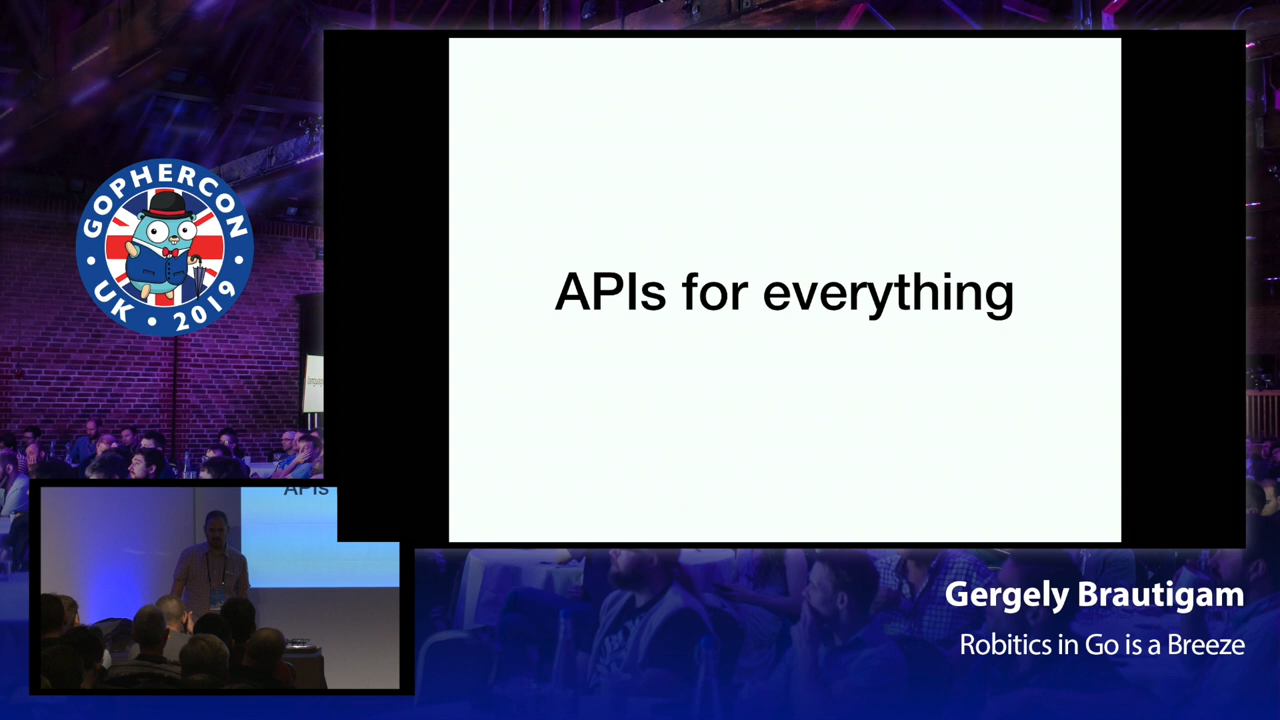 GOPHERCON
UK • 2019
APIs for everything
APIs
Gergely Brautigam
Robitics in Go is a Breeze